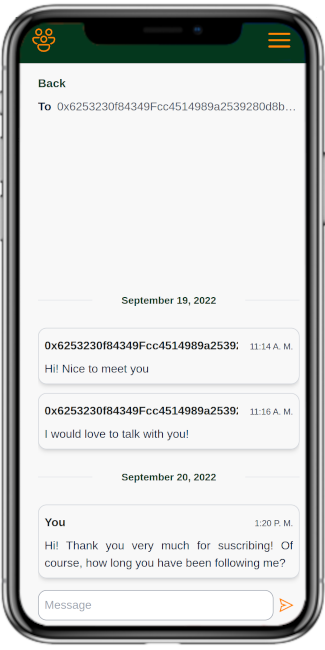 Back
To 0x6253230f84349Fcc4514989a2539280d8b…
September 19, 2022
0x6253230f84349Fcc4514989a2539 11:14 A. M.
Hi! Nice to meet you
0x6253230f84349Fcc4514989a2539 11:16 A. M.
I would love to talk with you!
September 20, 2022
You 1:20 P. M.
Hi! Thank you very much for suscribing! Of
course, how long you have been following me?
Message